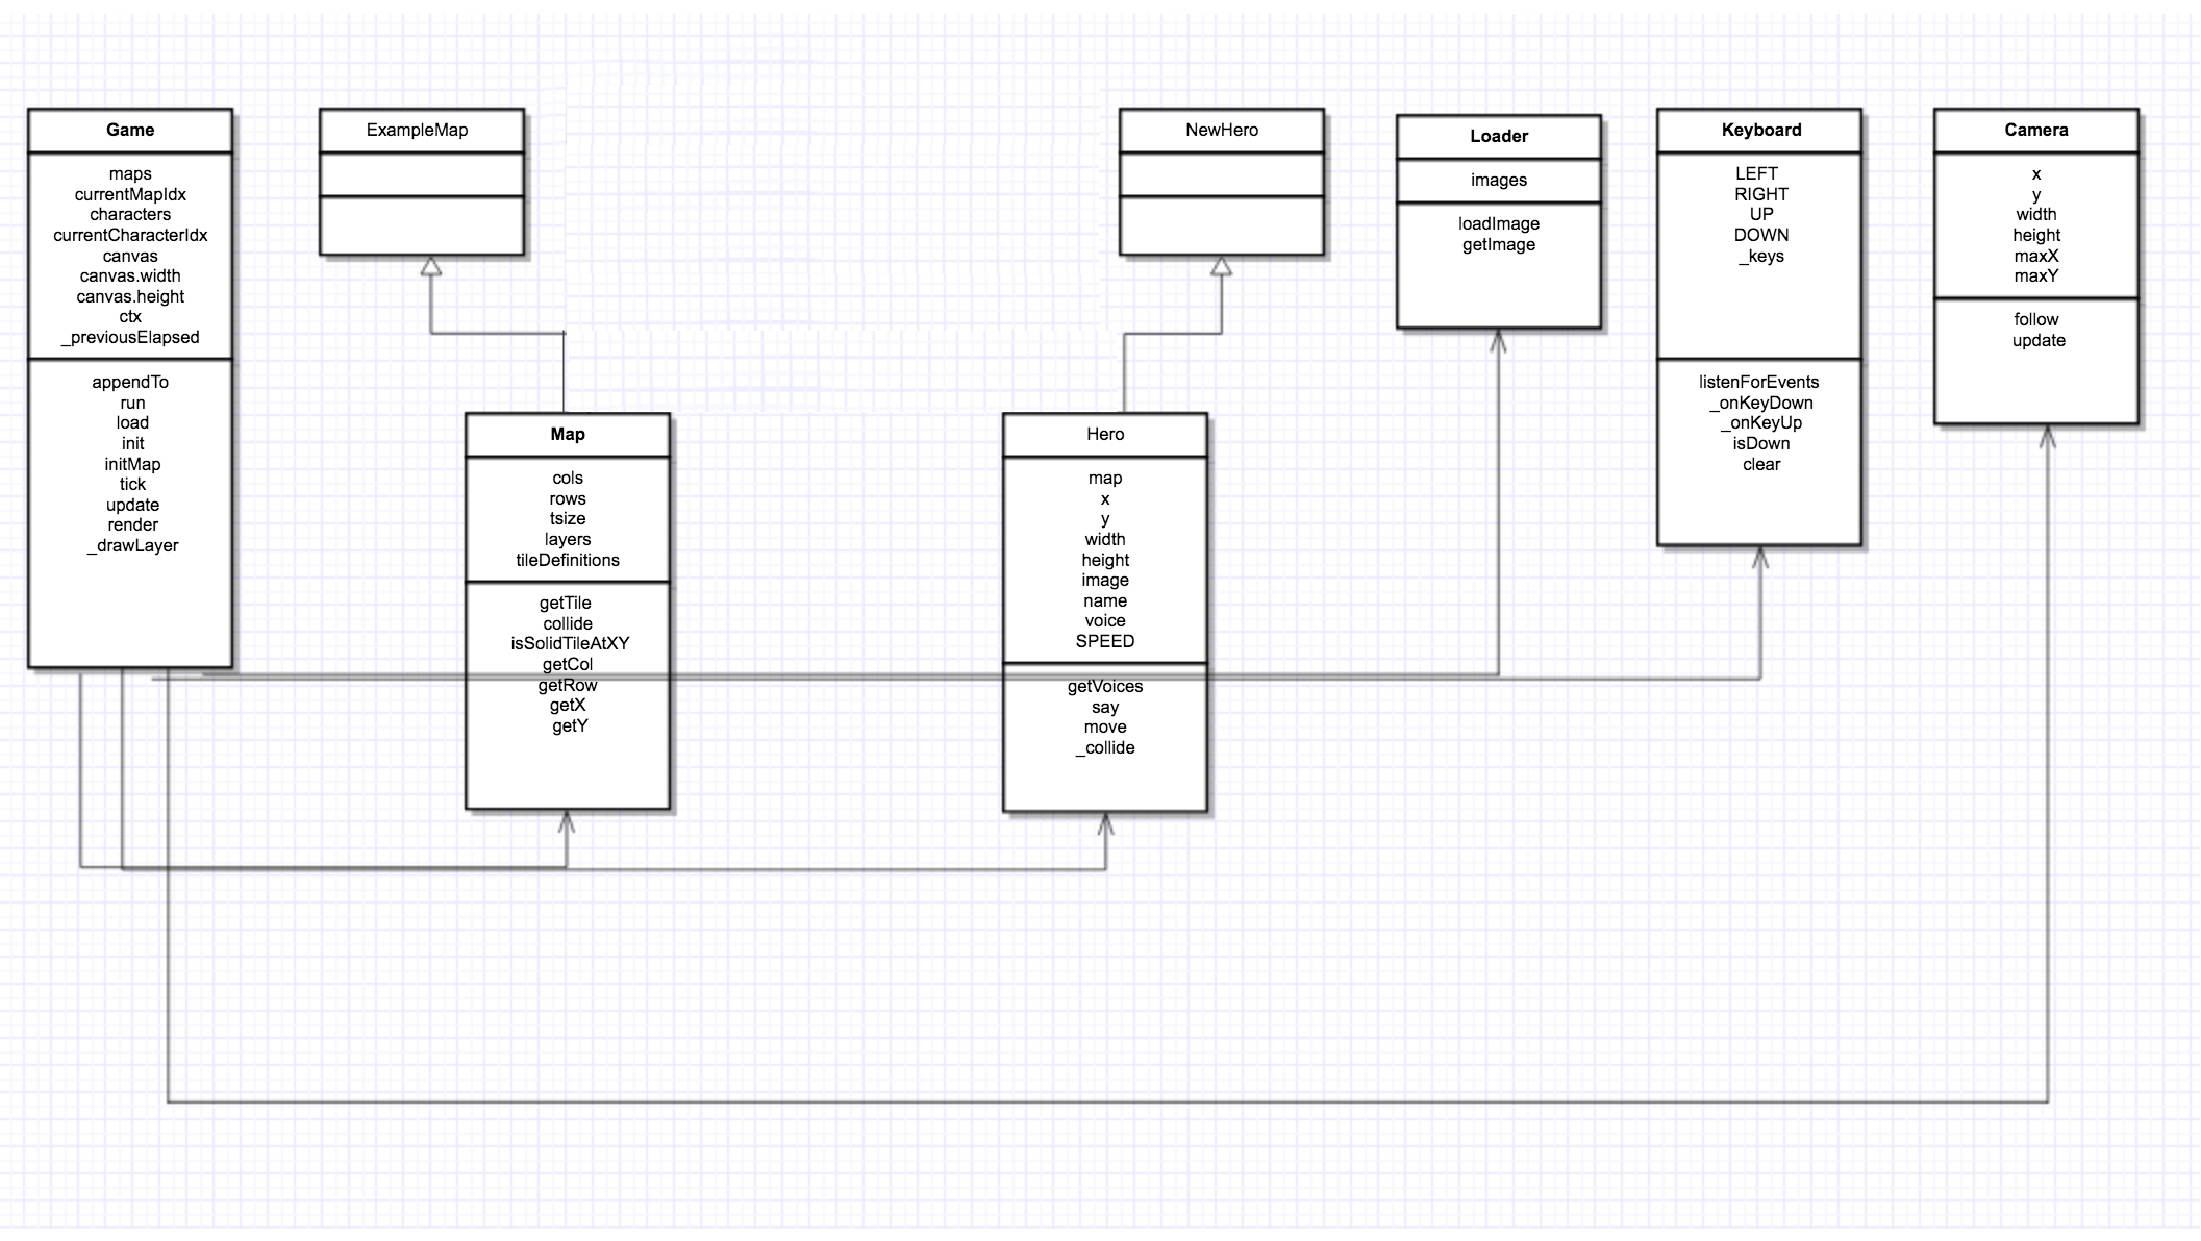 Game
maps
currentMapIdx
characters
currentCharacterIdx
canvas
canvas.width
canvas.height
ctx
_previousElapsed
appendTo
run
load
init
initMap
tick
update
render
_drawLayer
ExampleMap
Map
cols
rows
tsize
layers
tileDefinitions
getTile
collide
isSolidTileAtXY
getCol
getRow
getX
getY
NewHero
Hero
map
x
y
width
height
image
name
voice
SPEED
getVoices
say
move
_collide
Loader
images
loadImage
getImage
Keyboard
LEFT
RIGHT
UP
DOWN
_keys
listenForEvents
_onKeyDown
_onKeyUp
isDown
clear
Camera
x
y
width
height
maxX
maxY
follow
update